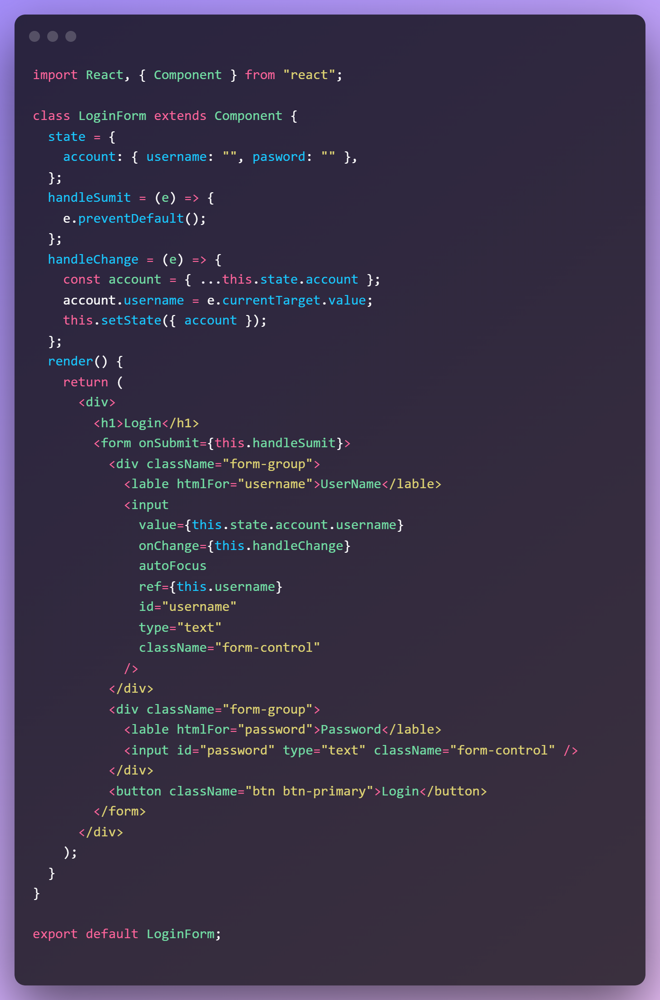 import React, { Component } from "react";

class LoginForm extends Component {
  state = {
    account: { username: "", pasword: "" },
  };
  handleSumit = (e) => {
    e.preventDefault();
  };
  handleChange = (e) => {
    const account = { ...this.state.account };
    account.username = e.currentTarget.value;
    this.setState({ account });
  };
  render() {
    return (
      <div>
        <h1>Login</h1>
        <form onSubmit={this.handleSumit}>
          <div className="form-group">
            <lable htmlFor="username">UserName</lable>
            <input
              value={this.state.account.username}
              onChange={this.handleChange}
              autoFocus
              ref={this.username}
              id="username"
              type="text"
              className="form-control"
            />
          </div>
          <div className="form-group">
            <lable htmlFor="password">Password</lable>
            <input id="password" type="text" className="form-control" />
          </div>
          <button className="btn btn-primary">Login</button>
        </form>
      </div>
    );
  }
}

export default LoginForm;